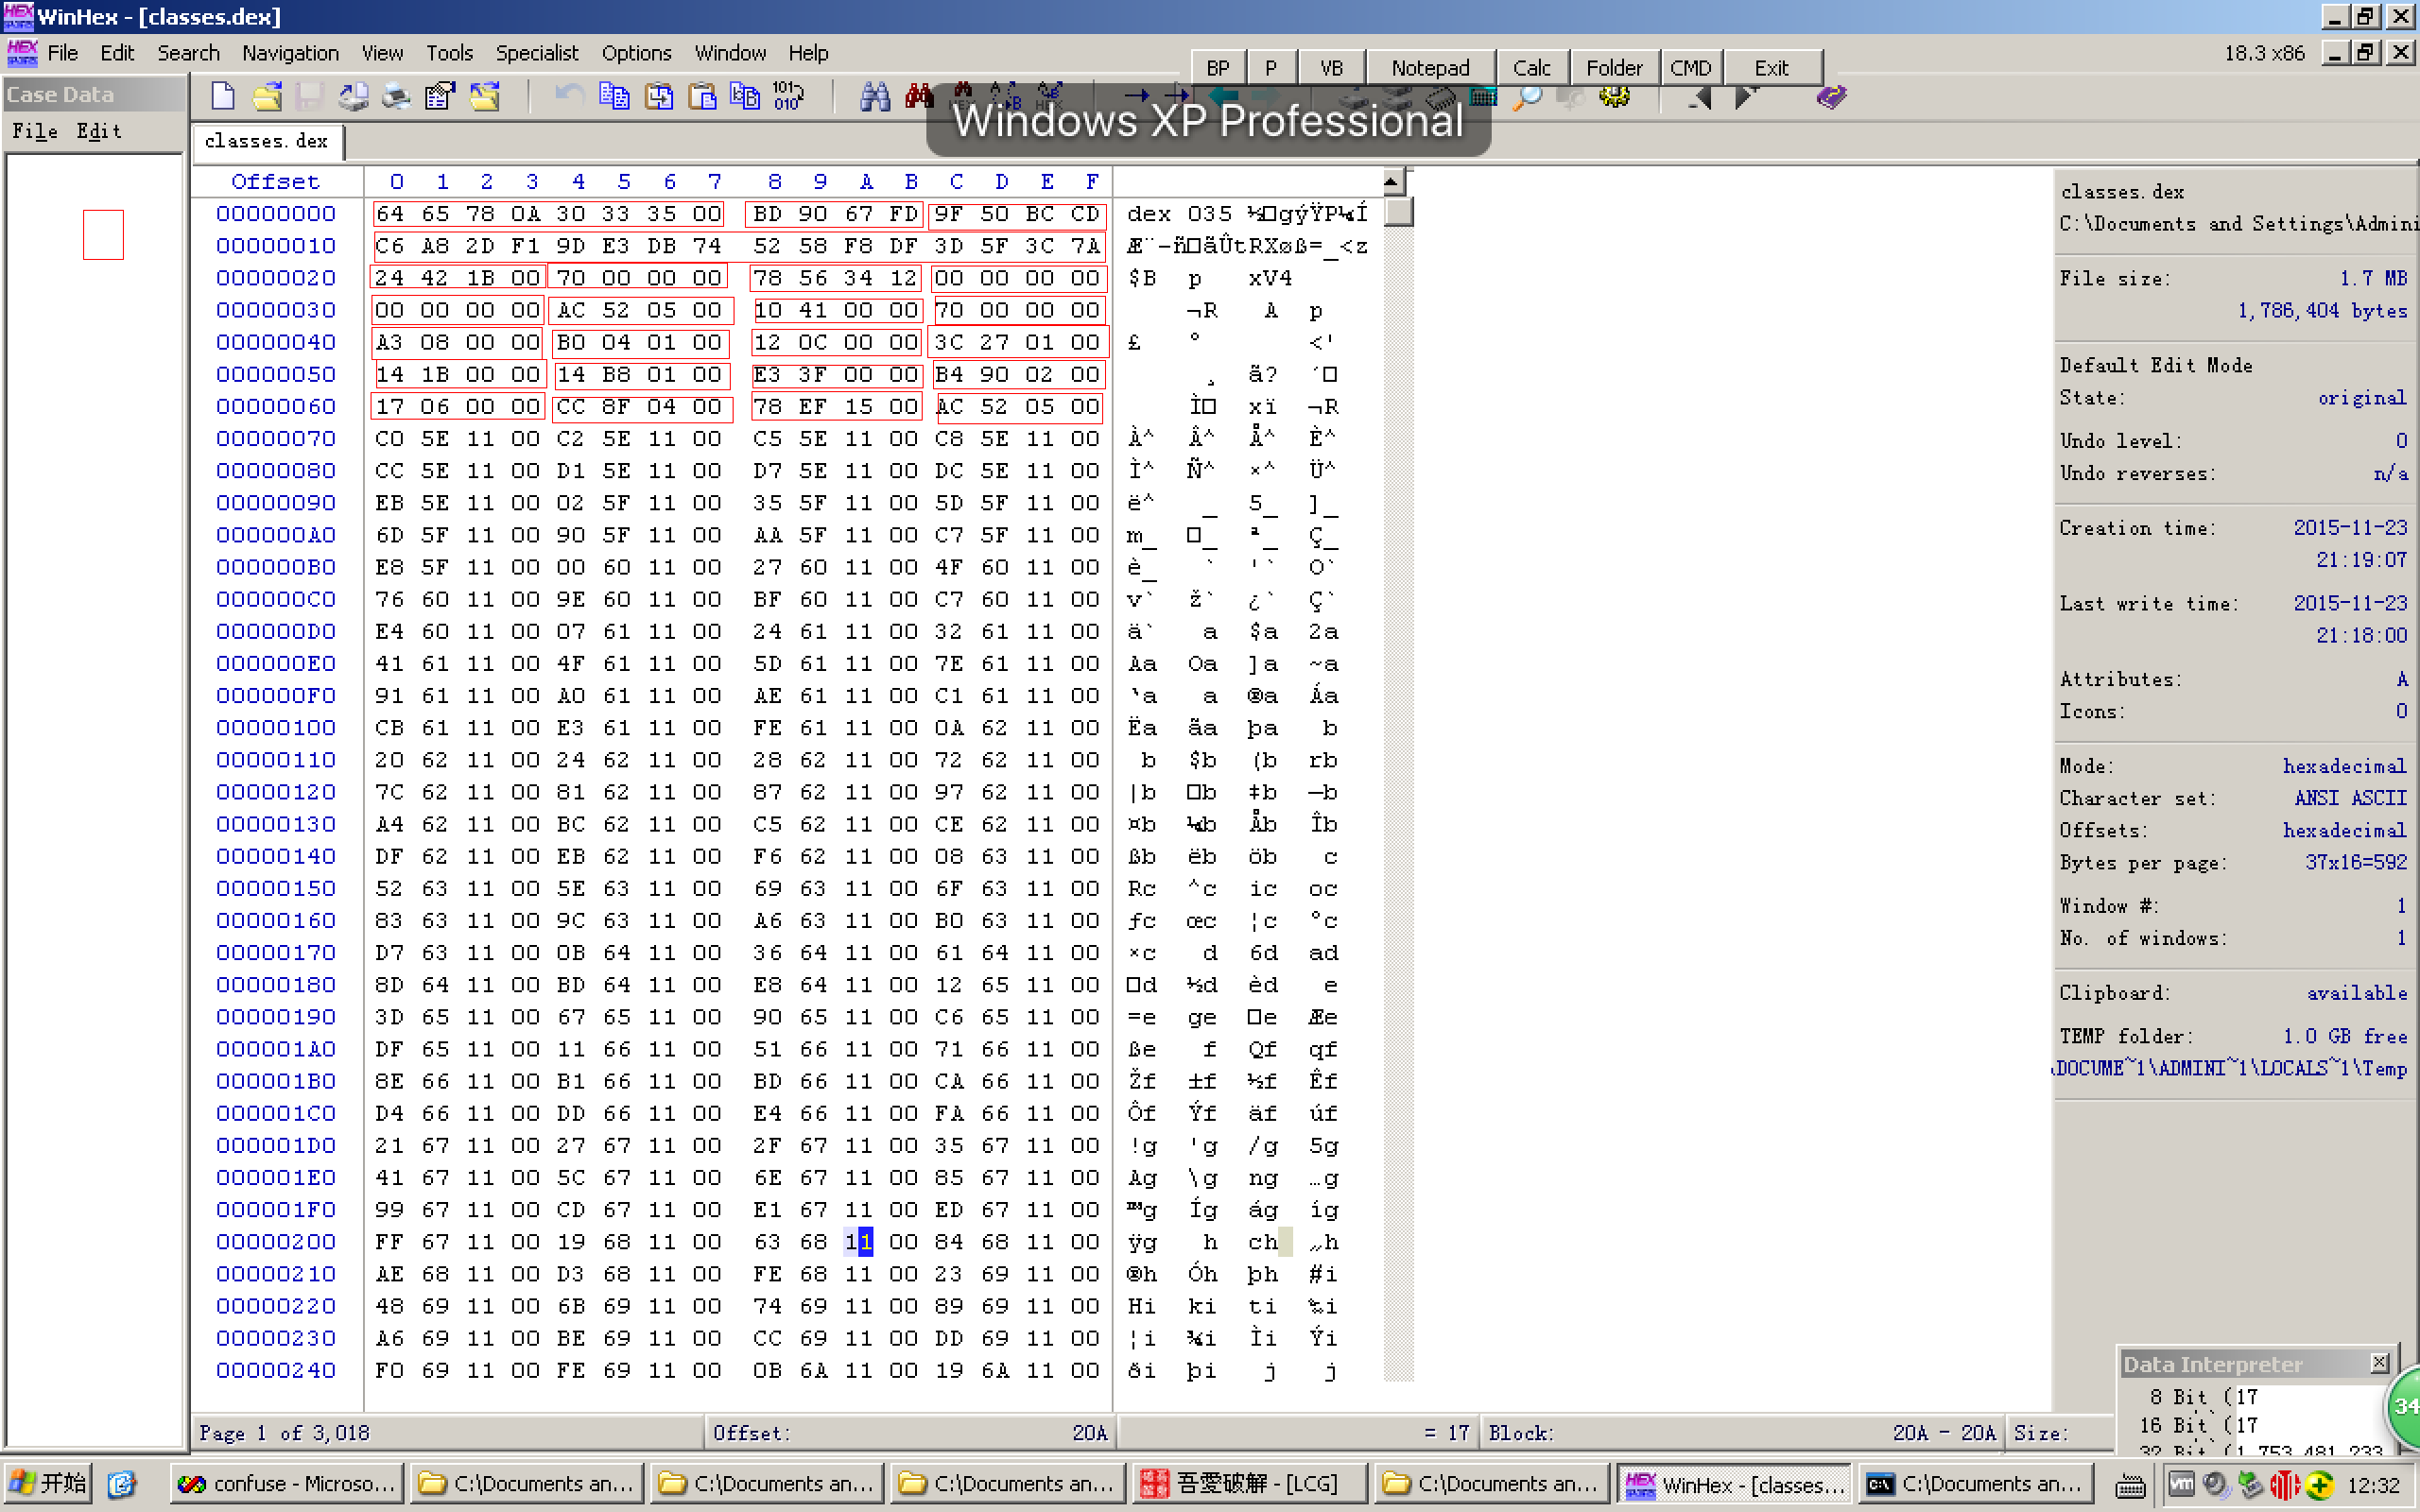 WinHex - [classes.dex]
File Edit Search Navigation View Tools Specialist Options Window Help
BP P VB Notepad Calc Folder CMD Exit
18.3 x86
Case Data
File Edit
Windows XP Professional
classes.dex
Offset 0 1 2 3 4 5 6 7 8 9 A B C D E F
00000000 64 65 78 0A 30 33 35 00 BD 90 67 FD 9F 50 BC CD dex 035 ½□gýŸP¼Í
00000010 C6 A8 2D F1 9D E3 DB 74 52 58 F8 DF 3D 5F 3C 7A Æ¨-ñ□ãÛtRXøß=_<z
00000020 24 42 1B 00 70 00 00 00 78 56 34 12 00 00 00 00 $B p xV4
00000030 00 00 00 00 AC 52 05 00 10 41 00 00 70 00 00 00 ¬R A p
00000040 A3 08 00 00 B0 04 01 00 12 0C 00 00 3C 27 01 00 £ ° <'
00000050 14 1B 00 00 14 B8 01 00 E3 3F 00 00 B4 90 02 00 ¸ ã? ´□
00000060 17 06 00 00 CC 8F 04 00 78 EF 15 00 AC 52 05 00 Ì□ xï ¬R
00000070 C0 5E 11 00 C2 5E 11 00 C5 5E 11 00 C8 5E 11 00 À^ Â^ Å^ È^
00000080 CC 5E 11 00 D1 5E 11 00 D7 5E 11 00 DC 5E 11 00 Ì^ Ñ^ ×^ Ü^
00000090 EB 5E 11 00 02 5F 11 00 35 5F 11 00 5D 5F 11 00 ë^ _ 5_ ]_
000000A0 6D 5F 11 00 90 5F 11 00 AA 5F 11 00 C7 5F 11 00 m_ □_ ª_ Ç_
000000B0 E8 5F 11 00 00 60 11 00 27 60 11 00 4F 60 11 00 è_ ` '` O`
000000C0 76 60 11 00 9E 60 11 00 BF 60 11 00 C7 60 11 00 v` ž` ¿` Ç`
000000D0 E4 60 11 00 07 61 11 00 24 61 11 00 32 61 11 00 ä` a $a 2a
000000E0 41 61 11 00 4F 61 11 00 5D 61 11 00 7E 61 11 00 Aa Oa ]a ~a
000000F0 91 61 11 00 A0 61 11 00 AE 61 11 00 C1 61 11 00 ‘a a ®a Áa
00000100 CB 61 11 00 E3 61 11 00 FE 61 11 00 0A 62 11 00 Ëa ãa þa b
00000110 20 62 11 00 24 62 11 00 28 62 11 00 72 62 11 00 b $b (b rb
00000120 7C 62 11 00 81 62 11 00 87 62 11 00 97 62 11 00 |b □b ‡b —b
00000130 A4 62 11 00 BC 62 11 00 C5 62 11 00 CE 62 11 00 ¤b ¼b Åb Îb
00000140 DF 62 11 00 EB 62 11 00 F6 62 11 00 08 63 11 00 ßb ëb öb c
00000150 52 63 11 00 5E 63 11 00 69 63 11 00 6F 63 11 00 Rc ^c ic oc
00000160 83 63 11 00 9C 63 11 00 A6 63 11 00 B0 63 11 00 ƒc œc ¦c °c
00000170 D7 63 11 00 0B 64 11 00 36 64 11 00 61 64 11 00 ×c d 6d ad
00000180 8D 64 11 00 BD 64 11 00 E8 64 11 00 12 65 11 00 □d ½d èd e
00000190 3D 65 11 00 67 65 11 00 90 65 11 00 C6 65 11 00 =e ge □e Æe
000001A0 DF 65 11 00 11 66 11 00 51 66 11 00 71 66 11 00 ße f Qf qf
000001B0 8E 66 11 00 B1 66 11 00 BD 66 11 00 CA 66 11 00 Žf ±f ½f Êf
000001C0 D4 66 11 00 DD 66 11 00 E4 66 11 00 FA 66 11 00 Ôf Ýf äf úf
000001D0 21 67 11 00 27 67 11 00 2F 67 11 00 35 67 11 00 !g 'g /g 5g
000001E0 41 67 11 00 5C 67 11 00 6E 67 11 00 85 67 11 00 Ag \g ng …g
000001F0 99 67 11 00 CD 67 11 00 E1 67 11 00 ED 67 11 00 ™g Íg ág íg
00000200 FF 67 11 00 19 68 11 00 63 68 11 00 84 68 11 00 ÿg h ch „h
00000210 AE 68 11 00 D3 68 11 00 FE 68 11 00 23 69 11 00 ®h Óh þh #i
00000220 48 69 11 00 6B 69 11 00 74 69 11 00 89 69 11 00 Hi ki ti ‰i
00000230 A6 69 11 00 BE 69 11 00 CC 69 11 00 DD 69 11 00 ¦i ¾i Ìi Ýi
00000240 F0 69 11 00 FE 69 11 00 0B 6A 11 00 19 6A 11 00 ði þi j j
classes.dex
C:\Documents and Settings\Admini
File size: 1.7 MB
1,786,404 bytes
Default Edit Mode
State: original
Undo level: 0
Undo reverses: n/a
Creation time: 2015-11-23
21:19:07
Last write time: 2015-11-23
21:18:00
Attributes: A
Icons: 0
Mode: hexadecimal
Character set: ANSI ASCII
Offsets: hexadecimal
Bytes per page: 37x16=592
Window #: 1
No. of windows: 1
Clipboard: available
TEMP folder: 1.0 GB free
\DOCUME~1\ADMINI~1\LOCALS~1\Temp
Data Interpreter
8 Bit (17
16 Bit (17
32 Bit (1,753,481,233
34
Page 1 of 3,018 Offset: 20A = 17 Block: 20A - 20A Size:
开始 confuse - Microso... C:\Documents an... C:\Documents an... C:\Documents an... 吾愛破解 - [LCG] C:\Documents an... WinHex - [classes... C:\Documents an... 12:32